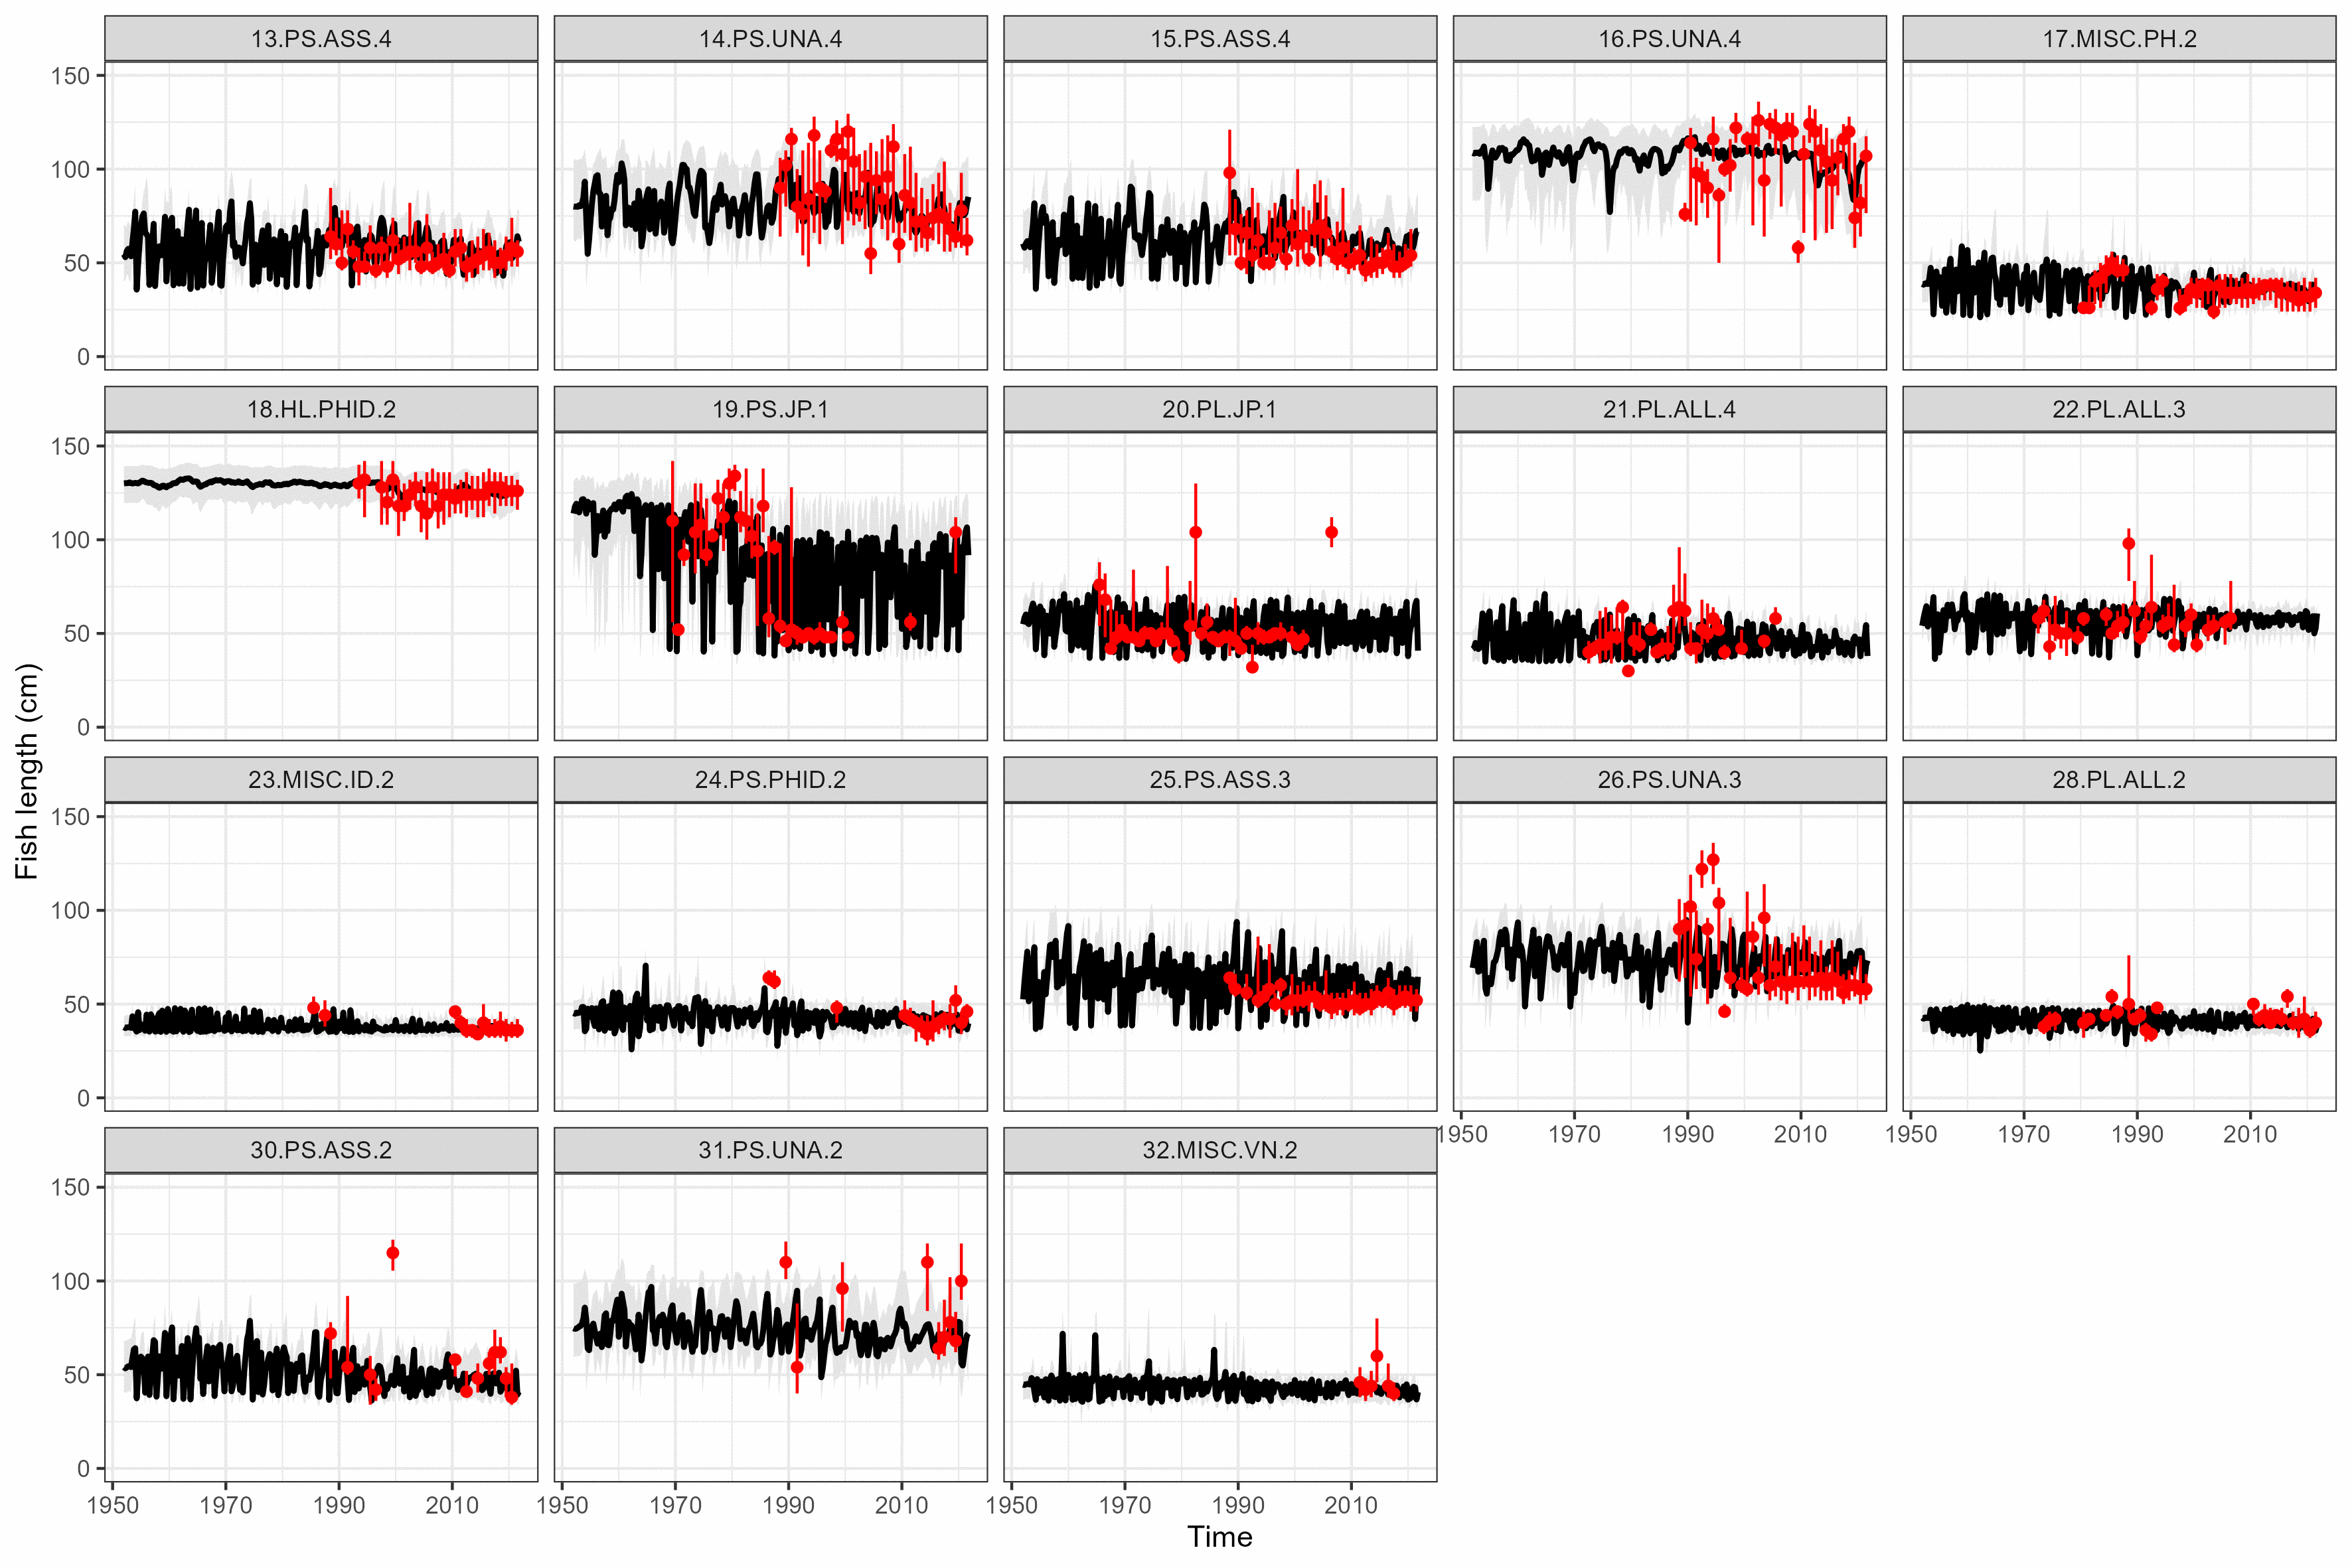 13.PS.ASS.4
14.PS.UNA.4
15.PS.ASS.4
16.PS.UNA.4
17.MISC.PH.2
150
100
50
0
18.HL.PHID.2
19.PS.JP.1
20.PL.JP.1
21.PL.ALL.4
22.PL.ALL.3
150
100
50
0
Fish length (cm)
23.MISC.ID.2
24.PS.PHID.2
25.PS.ASS.3
26.PS.UNA.3
28.PL.ALL.2
150
100
50
0
1950 1970 1990 2010
1950 1970 1990 2010
30.PS.ASS.2
31.PS.UNA.2
32.MISC.VN.2
150
100
50
0
1950 1970 1990 2010
1950 1970 1990 2010
1950 1970 1990 2010
Time